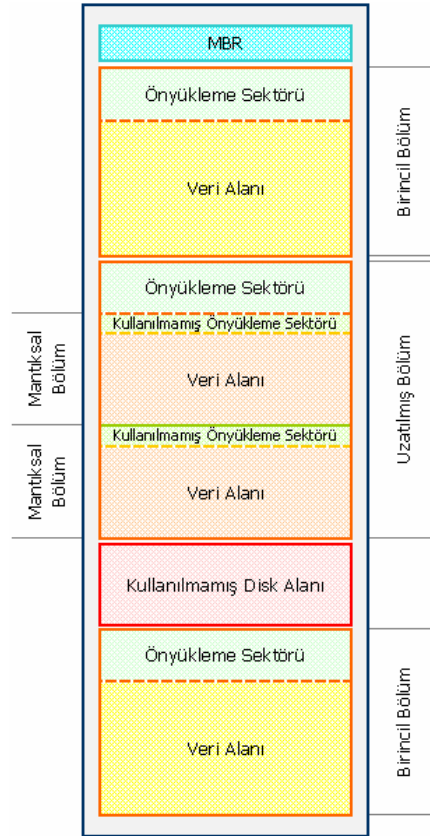 MBR
Önyükleme Sektörü
Veri Alanı
Birincil Bölüm
Önyükleme Sektörü
Kullanılmamış Önyükleme Sektörü
Veri Alanı
Mantıksal
Bölüm
Kullanılmamış Önyükleme Sektörü
Veri Alanı
Mantıksal
Bölüm
Uzatılmış Bölüm
Kullanılmamış Disk Alanı
Önyükleme Sektörü
Veri Alanı
Birincil Bölüm